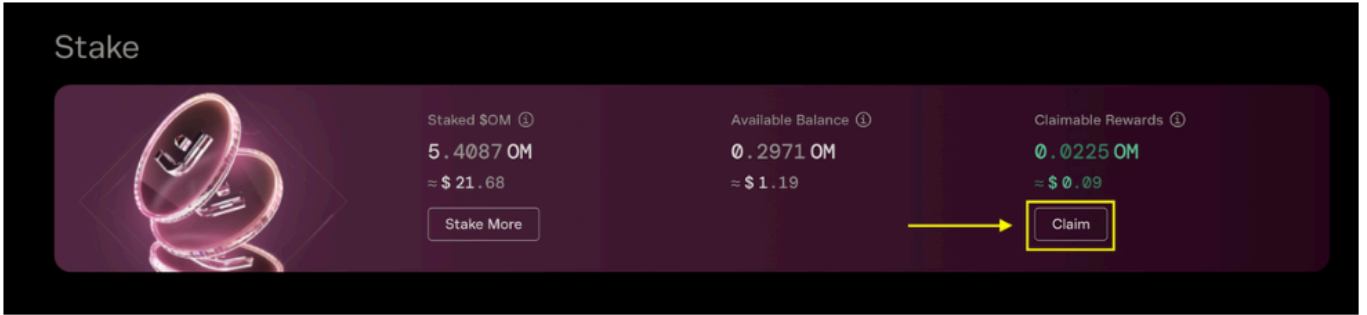 Stake
Staked $OM ⓘ
5.4087 OM
≈ $ 21.68
Stake More
Available Balance ⓘ
0.2971 OM
≈ $ 1.19
Claimable Rewards ⓘ
0.0225 OM
≈ $ 0.09
Claim